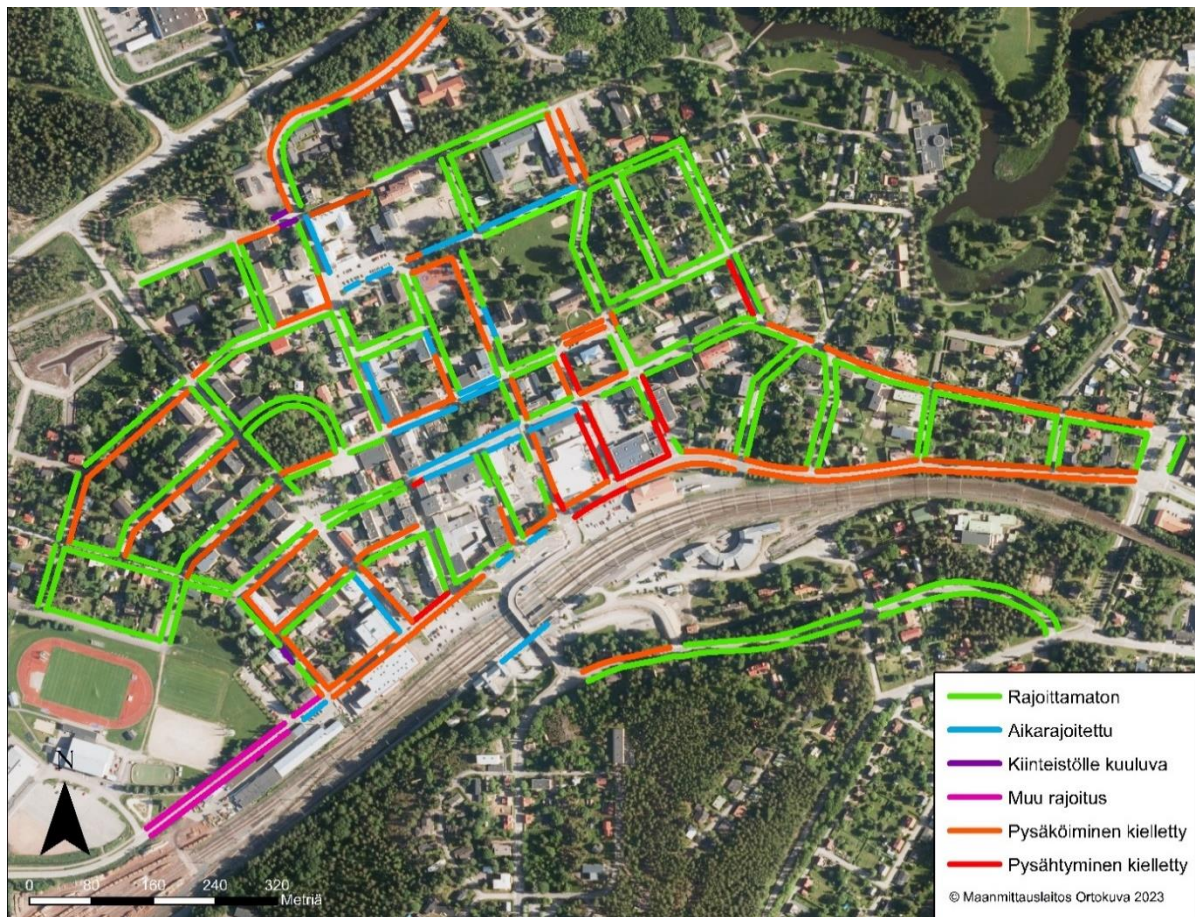 N
0 80 160 240 320
Metriä
Rajoittamaton
Aikarajoitettu
Kiinteistölle kuuluva
Muu rajoitus
Pysäköiminen kielletty
Pysähtyminen kielletty
© Maanmittauslaitos Ortokuva 2023